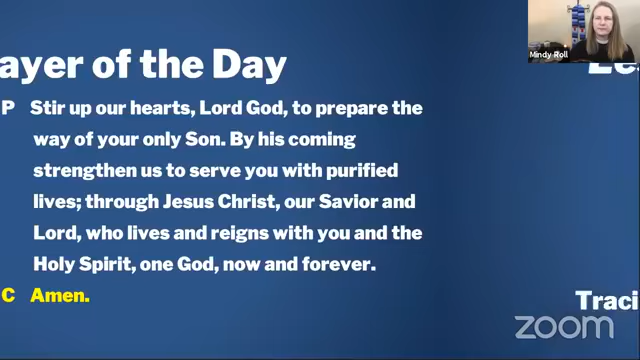 Mindy Roll
ayer of the Day
P Stir up our hearts, Lord God, to prepare the
way of your only Son. By his coming
strengthen us to serve you with purified
lives; through Jesus Christ, our Savior and
Lord, who lives and reigns with you and the
Holy Spirit, one God, now and forever.
C Amen.
Traci
zoom